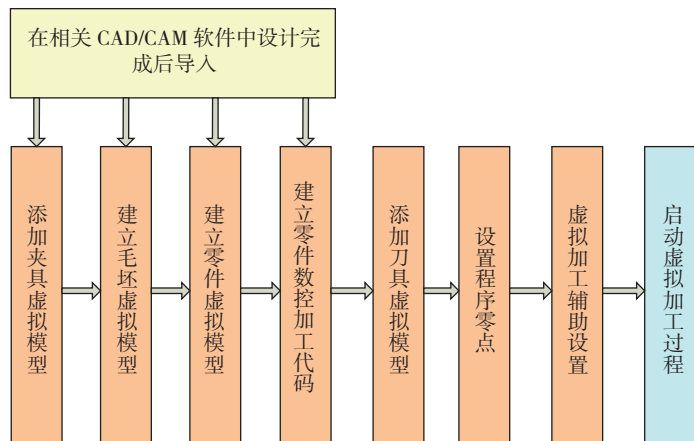 在相关 CAD/CAM 软件中设计完
成后导入
添加夹具虚拟模型
建立毛坯虚拟模型
建立零件虚拟模型
建立零件数控加工代码
添加刀具虚拟模型
设置程序零点
虚拟加工辅助设置
启动虚拟加工过程